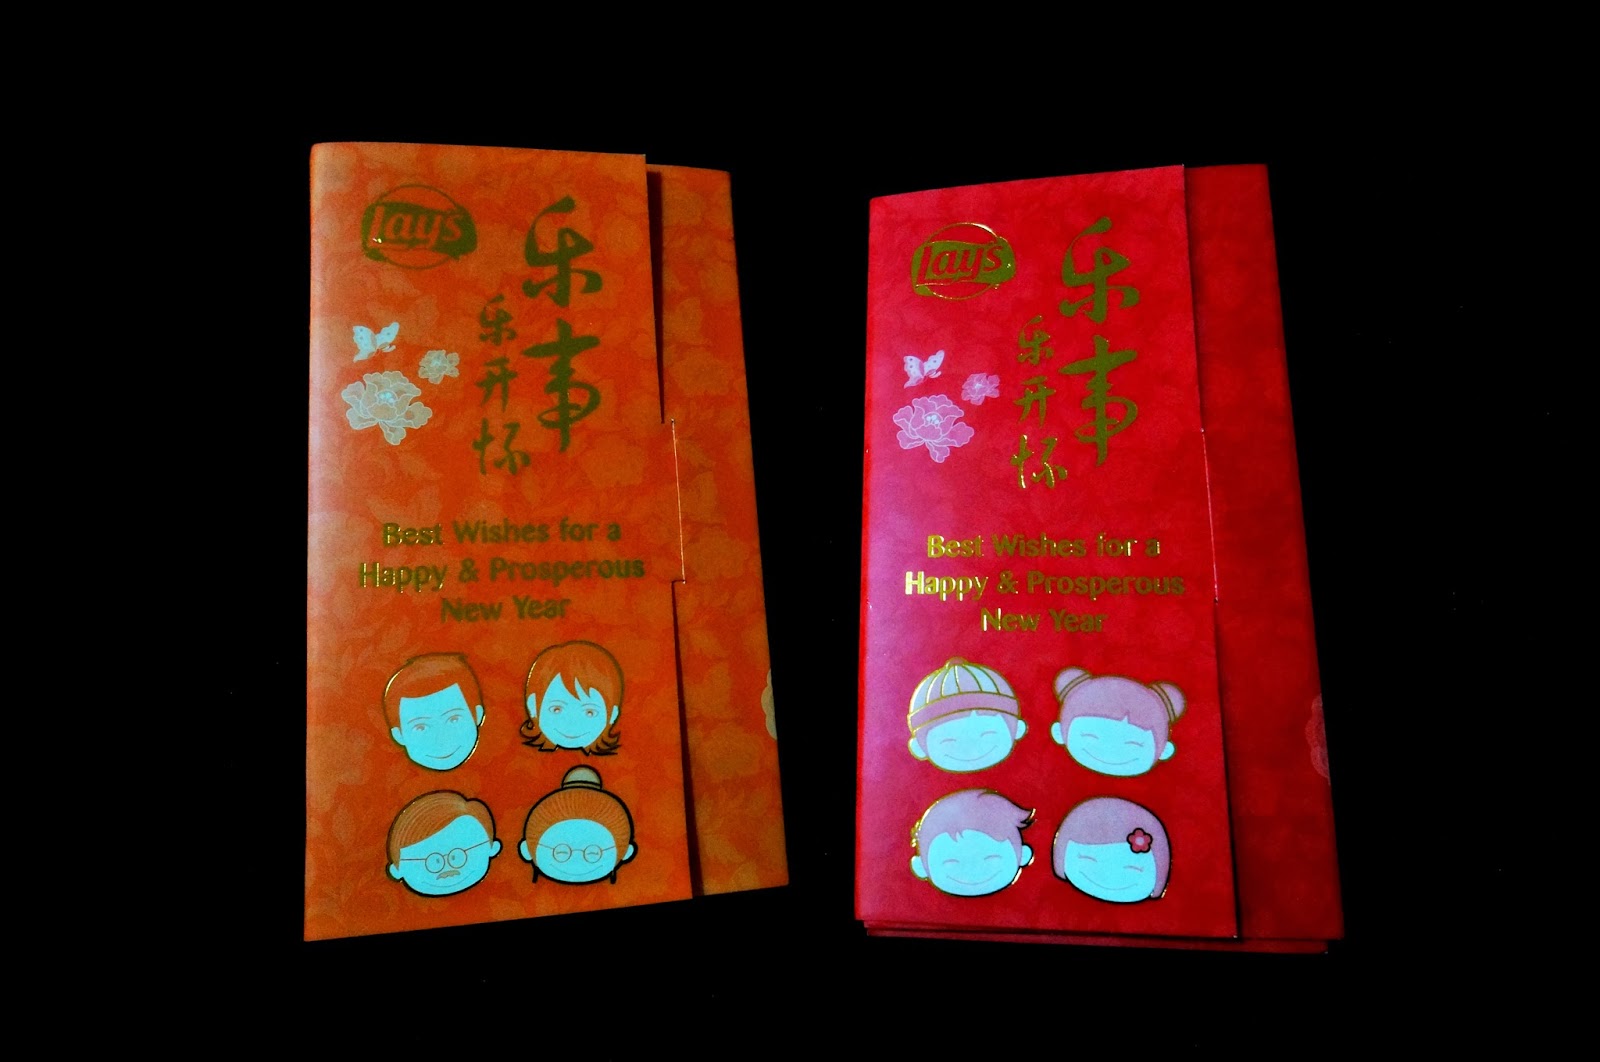 Lay's
乐事
乐开怀
Best Wishes for a
Happy & Prosperous
New Year
Lay's
乐事
乐开怀
Best Wishes for a
Happy & Prosperous
New Year